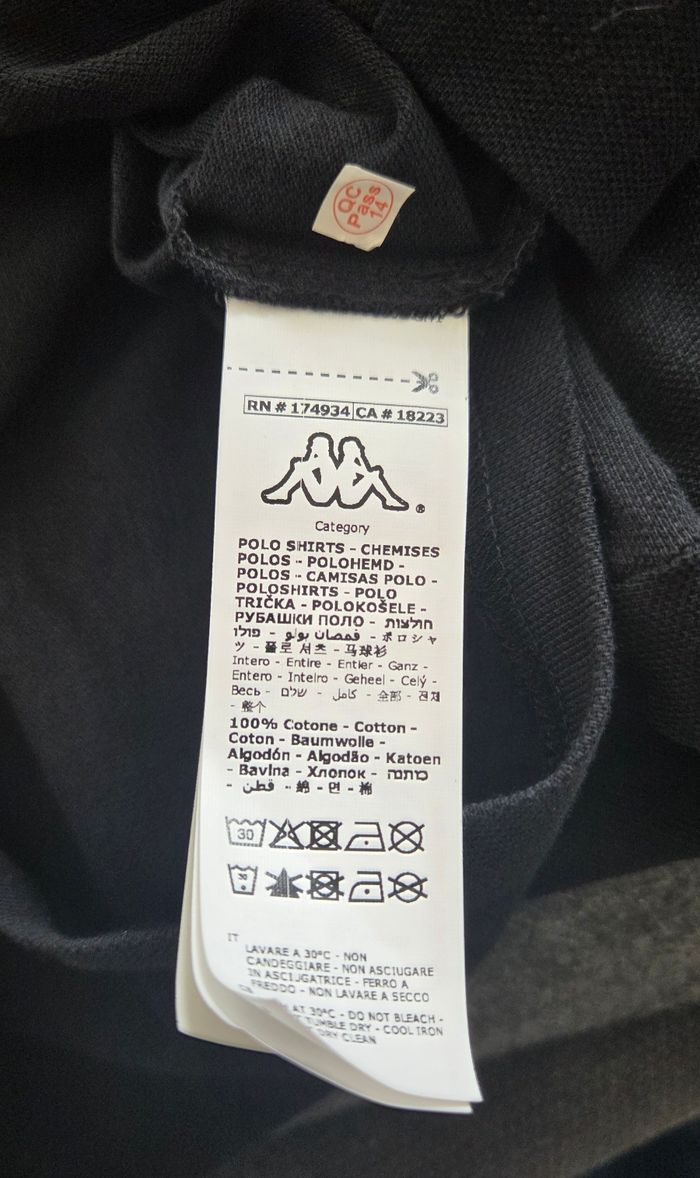 QC
Pass
14
RN # 174934 CA # 18223
®
Category
POLO SHIRTS - CHEMISES
POLOS - POLOHEMD -
POLOS - CAMISAS POLO -
POLOSHIRTS - POLO
TRIČKA - POLOKOŠELE -
РУБАШКИ ПОЛО - חולצות
פולו - قمصان بولو - ポロシャ
ツ - 폴로 셔츠 - 马球衫
Intero - Entire - Entier - Ganz -
Entero - Inteiro - Geheel - Celý -
Весь - שלם - كامل - 全部 - 전체
- 整个
100% Cotone - Cotton -
Coton - Baumwolle -
Algodón - Algodão - Katoen
- Bavlna - Хлопок - כותנה
- قطن - 綿 - 면 - 棉
30
30
IT
LAVARE A 30°C - NON
CANDEGGIARE - NON ASCIUGARE
IN ASCIUGATRICE - FERRO A
FREDDO - NON LAVARE A SECCO
AT 30°C - DO NOT BLEACH -
TUMBLE DRY - COOL IRON
DRY CLEAN